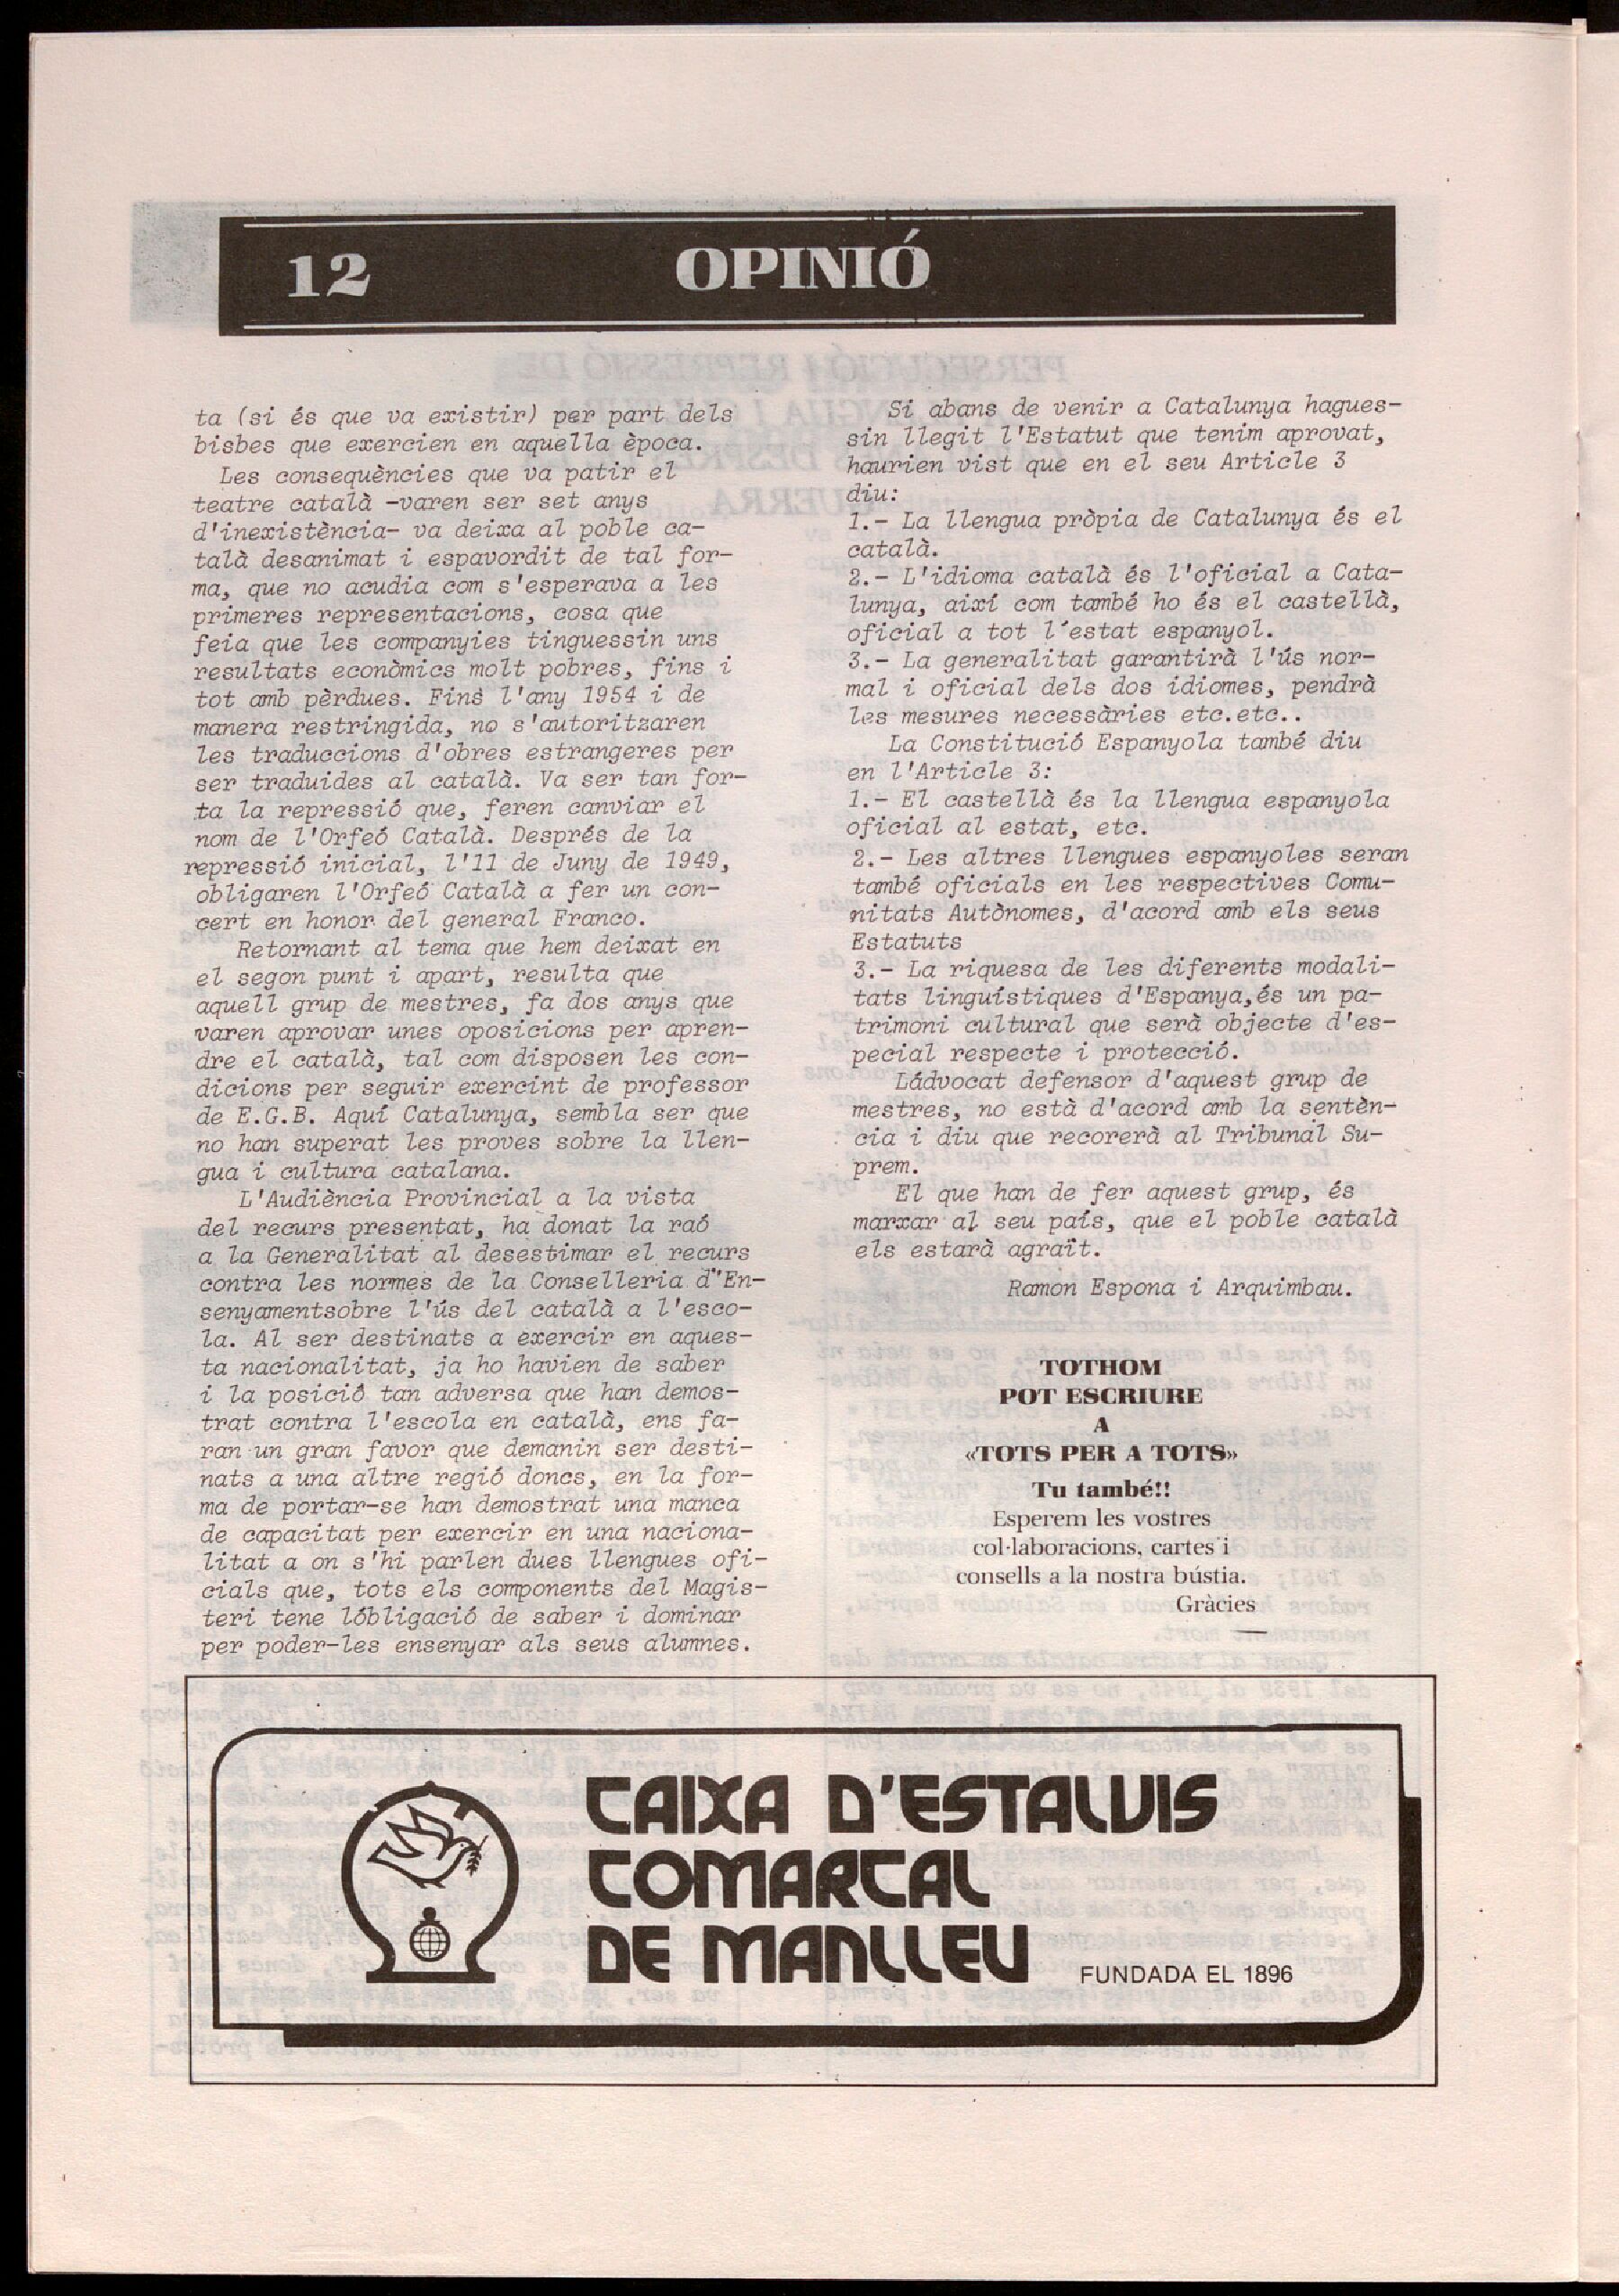 12
OPINIÓ
ta (si és que va existir) per part dels
bisbes que exercien en aquella època.
Les consequències que va patir el
teatre català -varen ser set anys
d'inexistència- va deixa al poble ca-
talà desanimat i espavordit de tal for-
ma, que no acudia com s'esperava a les
primeres representacions, cosa que
feia que les companyies tinguessin uns
resultats econòmics molt pobres, fins i
tot amb pèrdues. Fins l'any 1954 i de
manera restringida, no s'autoritzaren
les traduccions d'obres estrangeres per
ser traduides al català. Va ser tan for-
ta la repressió que, feren canviar el
nom de l'Orfeó Català. Després de la
repressió inicial, l'11 de Juny de 1949,
obligaren l'Orfeó Català a fer un con-
cert en honor del general Franco.
Retornant al tema que hem deixat en
el segon punt i apart, resulta que
aquell grup de mestres, fa dos anys que
varen aprovar unes oposicions per apren-
dre el català, tal com disposen les con-
dicions per seguir exercint de professor
de E.G.B. Aquí Catalunya, sembla ser que
no han superat les proves sobre la llen-
gua i cultura catalana.
L'Audiència Provincial a la vista
del recurs presentat, ha donat la raó
a la Generalitat al desestimar el recurs
contra les normes de la Conselleria d'En-
senyamentsobre l'ús del català a l'esco-
la. Al ser destinats a exercir en aques-
ta nacionalitat, ja ho havien de saber
i la posició tan adversa que han demos-
trat contra l'escola en català, ens fa-
ran un gran favor que demanin ser desti-
nats a una altre regió doncs, en la for-
ma de portar-se han demostrat una manca
de capacitat per exercir en una naciona-
litat a on s'hi parlen dues llengues ofi-
cials que, tots els components del Magis-
teri tene lóbligació de saber i dominar
per poder-les ensenyar als seus alumnes.
Si abans de venir a Catalunya hagues-
sin llegit l'Estatut que tenim aprovat,
haurien vist que en el seu Article 3
diu:
1.- La llengua pròpia de Catalunya és el
català.
2.- L'idioma català és l'oficial a Cata-
lunya, així com també ho és el castellà,
oficial a tot l'estat espanyol.
3.- La generalitat garantirà l'ús nor-
mal i oficial dels dos idiomes, pendrà
les mesures necessàries etc.etc..
La Constitució Espanyola també diu
en l'Article 3:
1.- El castellà és la llengua espanyola
oficial al estat, etc.
2.- Les altres llengues espanyoles seran
també oficials en les respectives Comu-
nitats Autònomes, d'acord amb els seus
Estatuts
3.- La riquesa de les diferents modali-
tats linguístiques d'Espanya,és un pa-
trimoni cultural que serà objecte d'es-
pecial respecte i protecció.
Ládvocat defensor d'aquest grup de
mestres, no està d'acord amb la sentèn-
cia i diu que recorerà al Tribunal Su-
prem.
El que han de fer aquest grup, és
marxar al seu país, que el poble català
els estarà agraït.
Ramon Espona i Arquimbau.
TOTHOM
POT ESCRIURE
A
«TOTS PER A TOTS»
Tu també!!
Esperem les vostres
col·laboracions, cartes i
consells a la nostra bústia.
Gràcies
CAIXA D'ESTALVIS
COMARCAL
DE MANLLEU
FUNDADA EL 1896